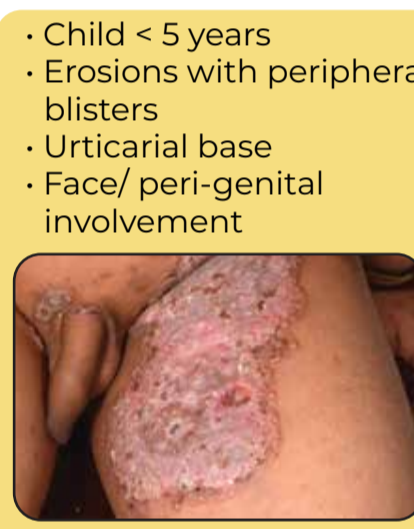 • Child < 5 years
• Erosions with periphera
blisters
• Urticarial base
• Face/ peri-genital
involvement